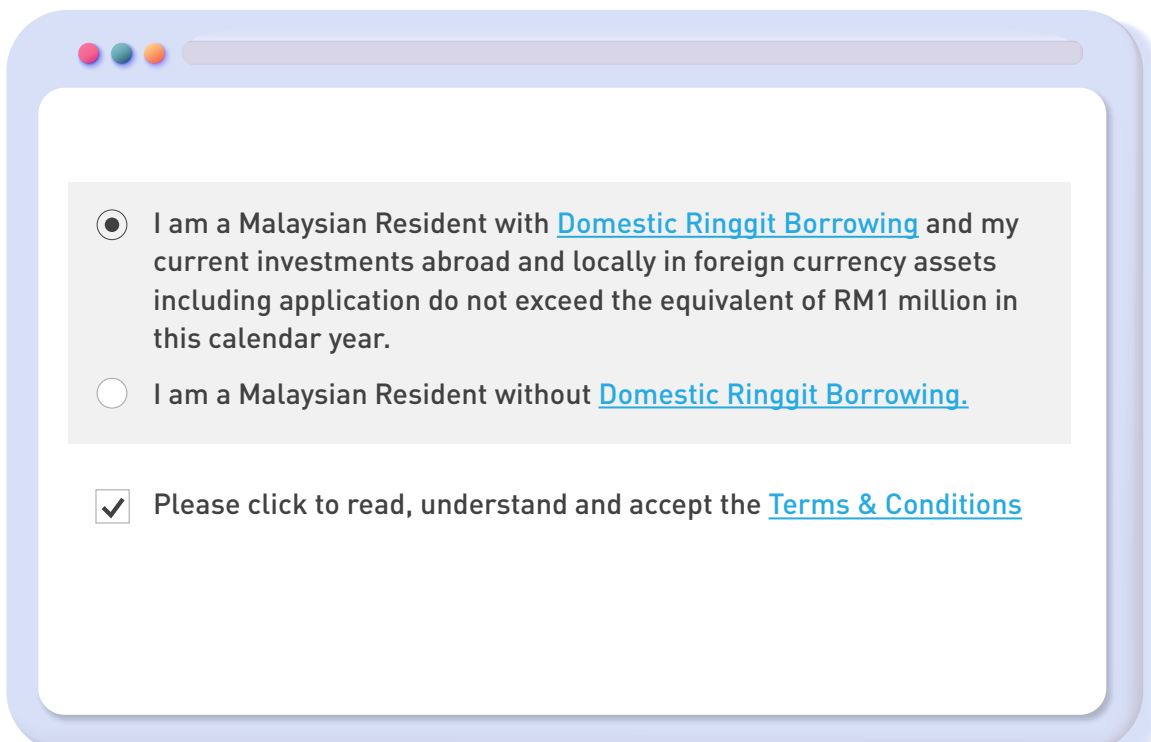 I am a Malaysian Resident with Domestic Ringgit Borrowing and my
current investments abroad and locally in foreign currency assets
including application do not exceed the equivalent of RM1 million in
this calendar year.
I am a Malaysian Resident without Domestic Ringgit Borrowing.
Please click to read, understand and accept the Terms & Conditions